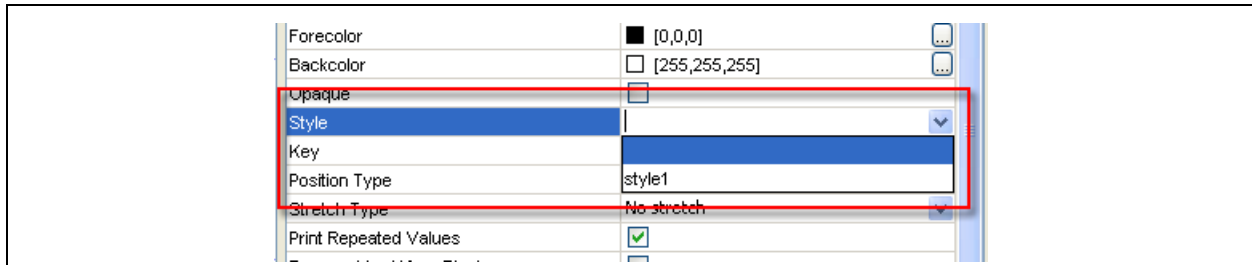 Forecolor [0,0,0] ...
Backcolor [255,255,255] ...
Opaque
Style
Key
Position Type style1
Stretch Type No stretch
Print Repeated Values